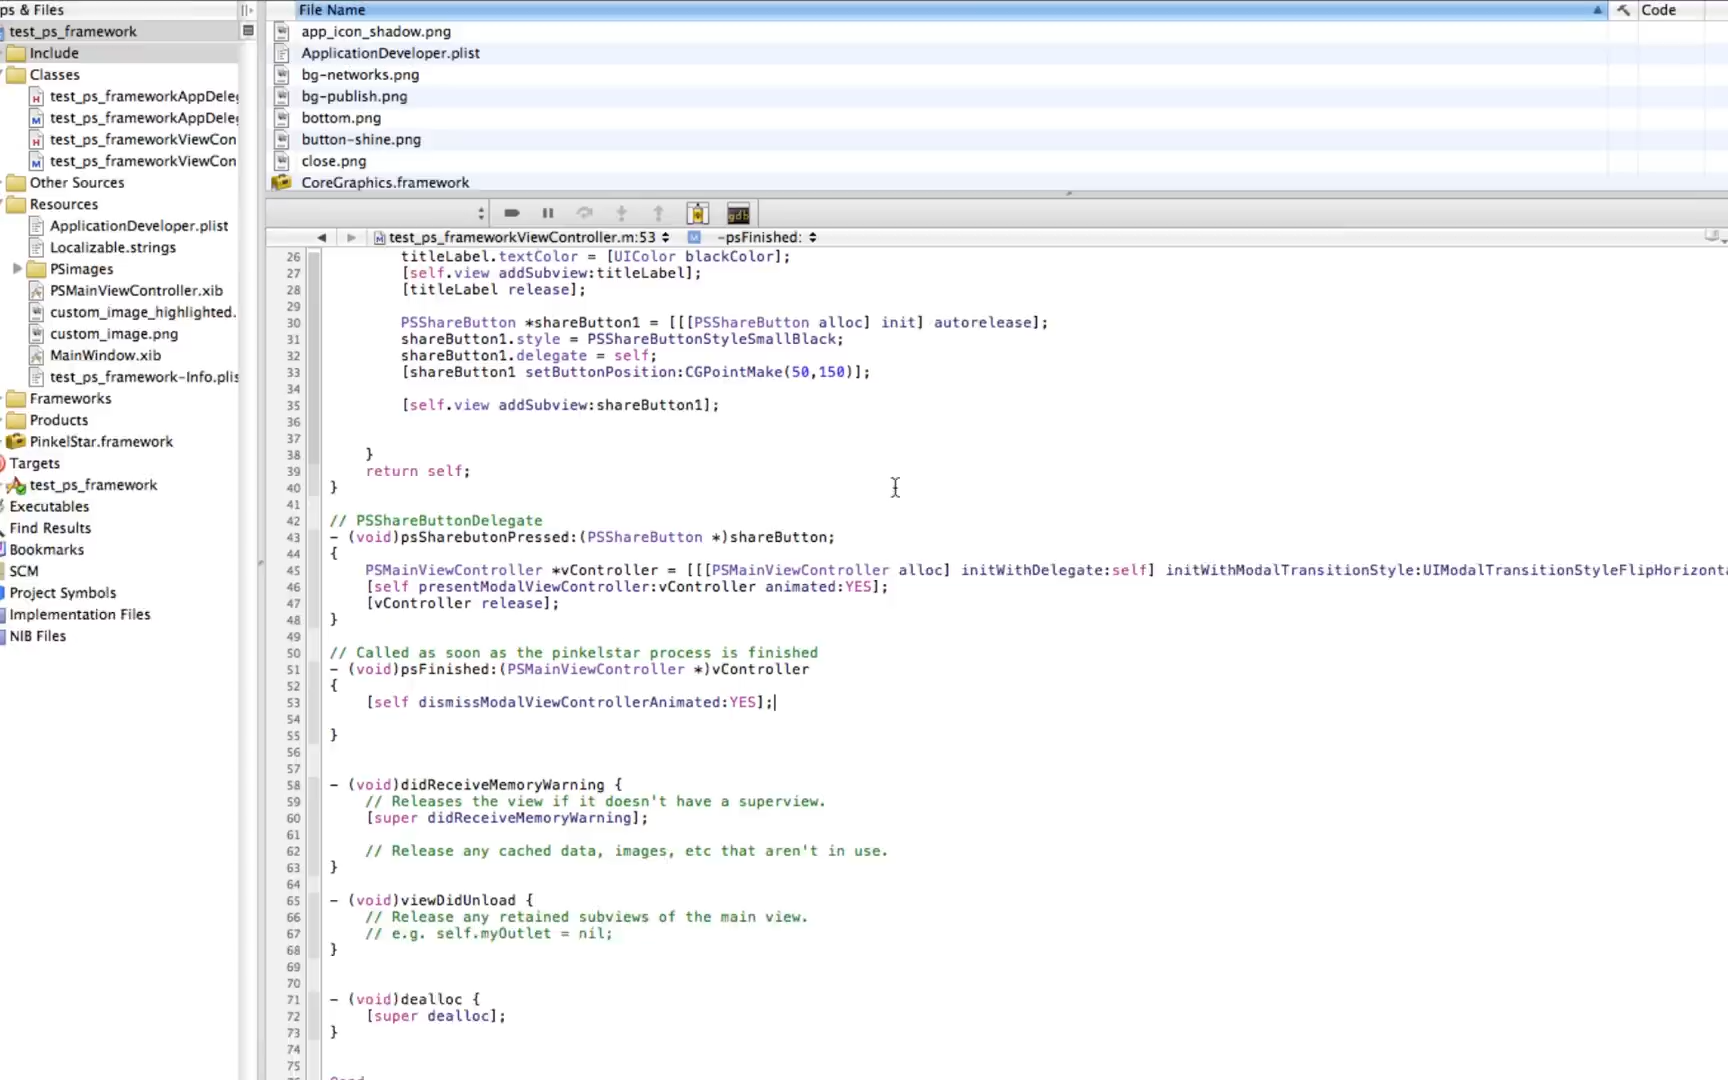 ps & Files
test_ps_framework
Include
Classes
test_ps_frameworkAppDeleg
test_ps_frameworkAppDeleg
test_ps_frameworkViewCon
test_ps_frameworkViewCon
Other Sources
Resources
ApplicationDeveloper.plist
Localizable.strings
PSimages
PSMainViewController.xib
custom_image_highlighted.
custom_image.png
MainWindow.xib
test_ps_framework-Info.plis
Frameworks
Products
PinkelStar.framework
Targets
test_ps_framework
Executables
Find Results
Bookmarks
SCM
Project Symbols
Implementation Files
NIB Files
File Name Code
app_icon_shadow.png
ApplicationDeveloper.plist
bg-networks.png
bg-publish.png
bottom.png
button-shine.png
close.png
CoreGraphics.framework
gdb
test_ps_frameworkViewController.m:53 M -psFinished:
26 titleLabel.textColor = [UIColor blackColor];
27 [self.view addSubview:titleLabel];
28 [titleLabel release];
29
30 PSShareButton *shareButton1 = [[[PSShareButton alloc] init] autorelease];
31 shareButton1.style = PSShareButtonStyleSmallBlack;
32 shareButton1.delegate = self;
33 [shareButton1 setButtonPosition:CGPointMake(50,150)];
34
35 [self.view addSubview:shareButton1];
36
37
38 }
39 return self;
40 }
41
42 // PSShareButtonDelegate
43 - (void)psSharebutonPressed:(PSShareButton *)shareButton;
44 {
45 PSMainViewController *vController = [[[PSMainViewController alloc] initWithDelegate:self] initWithModalTransitionStyle:UIModalTransitionStyleFlipHorizonta
46 [self presentModalViewController:vController animated:YES];
47 [vController release];
48 }
49
50 // Called as soon as the pinkelstar process is finished
51 - (void)psFinished:(PSMainViewController *)vController
52 {
53 [self dismissModalViewControllerAnimated:YES];
54
55 }
56
57
58 - (void)didReceiveMemoryWarning {
59 // Releases the view if it doesn't have a superview.
60 [super didReceiveMemoryWarning];
61
62 // Release any cached data, images, etc that aren't in use.
63 }
64
65 - (void)viewDidUnload {
66 // Release any retained subviews of the main view.
67 // e.g. self.myOutlet = nil;
68 }
69
70
71 - (void)dealloc {
72 [super dealloc];
73 }
74
75